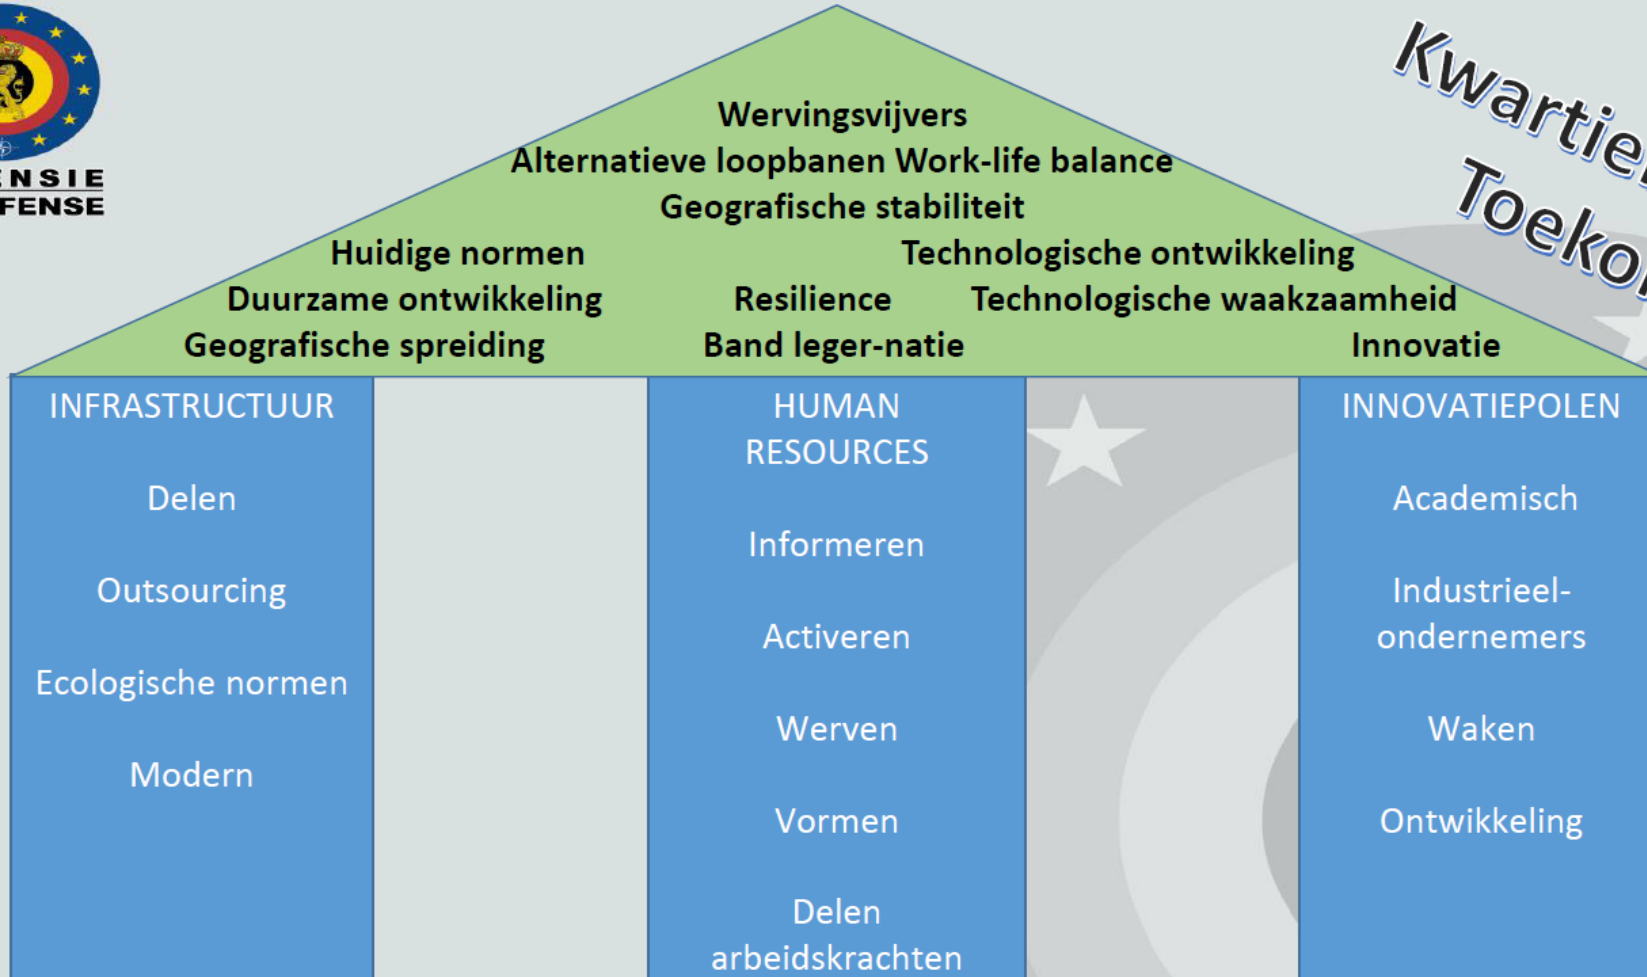 ENSIE
FENSE
Kwartie
Toeko
Wervingsvijvers
Alternatieve loopbanen Work-life balance
Geografische stabiliteit
Huidige normen
Technologische ontwikkeling
Duurzame ontwikkeling
Resilience
Technologische waakzaamheid
Geografische spreiding
Band leger-natie
Innovatie
INFRASTRUCTUUR
Delen
Outsourcing
Ecologische normen
Modern
HUMAN
RESOURCES
Informeren
Activeren
Werven
Vormen
Delen
arbeidskrachten
INNOVATIEPOLEN
Academisch
Industrieel-
ondernemers
Waken
Ontwikkeling